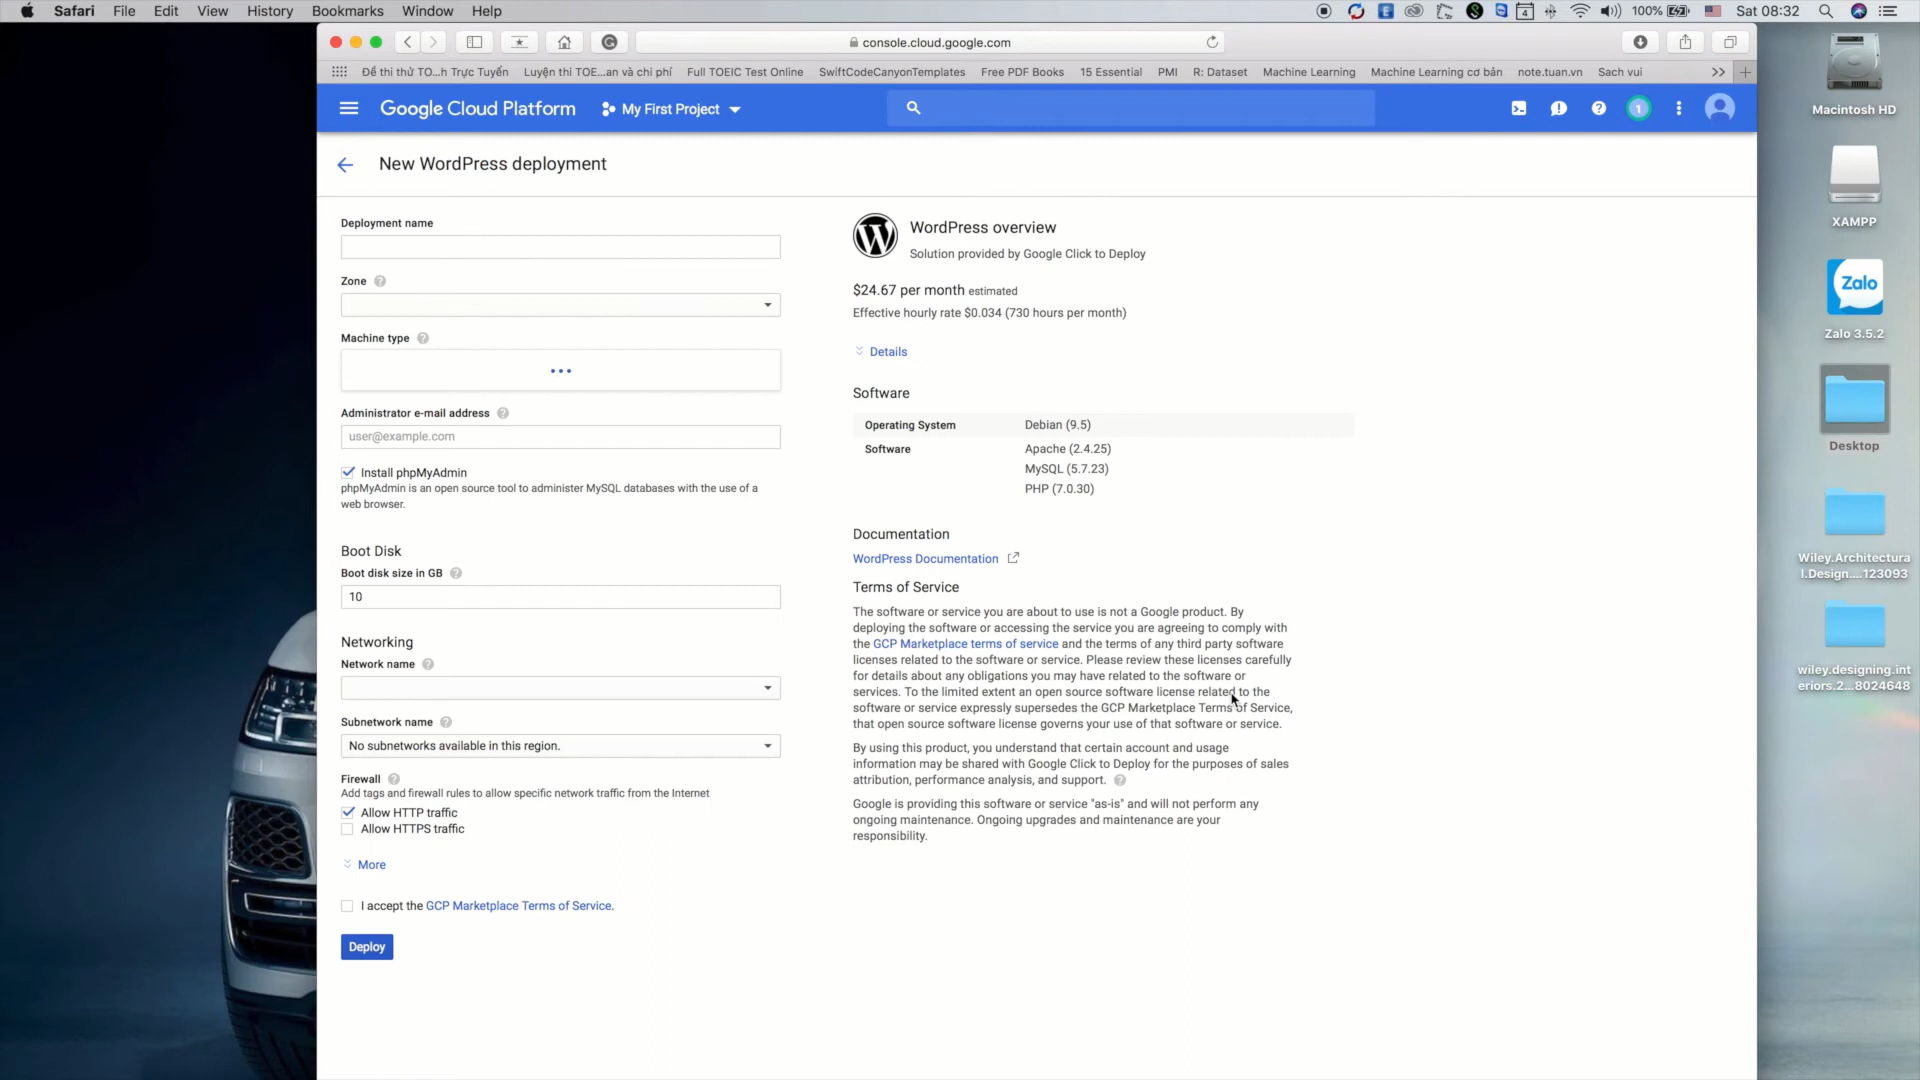 Safari File Edit View History Bookmarks Window Help 100% Sat 08:32
console.cloud.google.com
Đề thi thử TO...h Trực Tuyến Luyện thi TOE...an và chi phí Full TOEIC Test Online SwiftCodeCanyonTemplates Free PDF Books 15 Essential PMI R: Dataset Machine Learning Machine Learning cơ bản note.tuan.vn Sach vui
Google Cloud Platform My First Project 1
New WordPress deployment
Deployment name
Zone
Machine type
Administrator e-mail address
user@example.com
Install phpMyAdmin
phpMyAdmin is an open source tool to administer MySQL databases with the use of a
web browser.
Boot Disk
Boot disk size in GB
10
Networking
Network name
Subnetwork name
No subnetworks available in this region.
Firewall
Add tags and firewall rules to allow specific network traffic from the Internet
Allow HTTP traffic
Allow HTTPS traffic
More
I accept the GCP Marketplace Terms of Service.
Deploy
WordPress overview
Solution provided by Google Click to Deploy
$24.67 per month estimated
Effective hourly rate $0.034 (730 hours per month)
Details
Software
Operating System Debian (9.5)
Software Apache (2.4.25)
MySQL (5.7.23)
PHP (7.0.30)
Documentation
WordPress Documentation
Terms of Service
The software or service you are about to use is not a Google product. By
deploying the software or accessing the service you are agreeing to comply with
the GCP Marketplace terms of service and the terms of any third party software
licenses related to the software or service. Please review these licenses carefully
for details about any obligations you may have related to the software or
services. To the limited extent an open source software license related to the
software or service expressly supersedes the GCP Marketplace Terms of Service,
that open source software license governs your use of that software or service.
By using this product, you understand that certain account and usage
information may be shared with Google Click to Deploy for the purposes of sales
attribution, performance analysis, and support.
Google is providing this software or service "as-is" and will not perform any
ongoing maintenance. Ongoing upgrades and maintenance are your
responsibility.
Macintosh HD
XAMPP
Zalo
Zalo 3.5.2
Desktop
Wiley.Architectura
l.Design....123093
wiley.designing.int
eriors.2...8024648